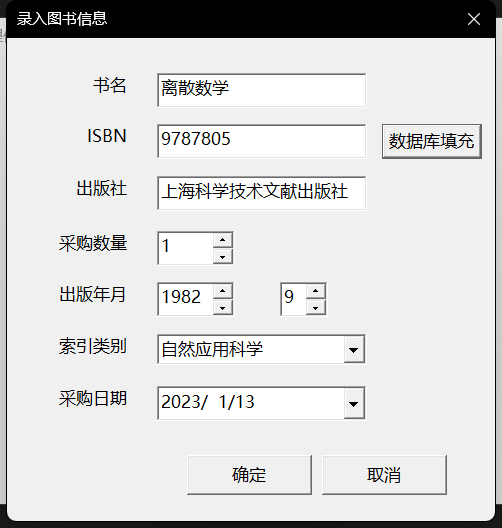 录入图书信息
书名 离散数学
ISBN 9787805 数据库填充
出版社 上海科学技术文献出版社
采购数量 1
出版年月 1982 9
索引类别 自然应用科学
采购日期 2023/ 1/13
确定 取消